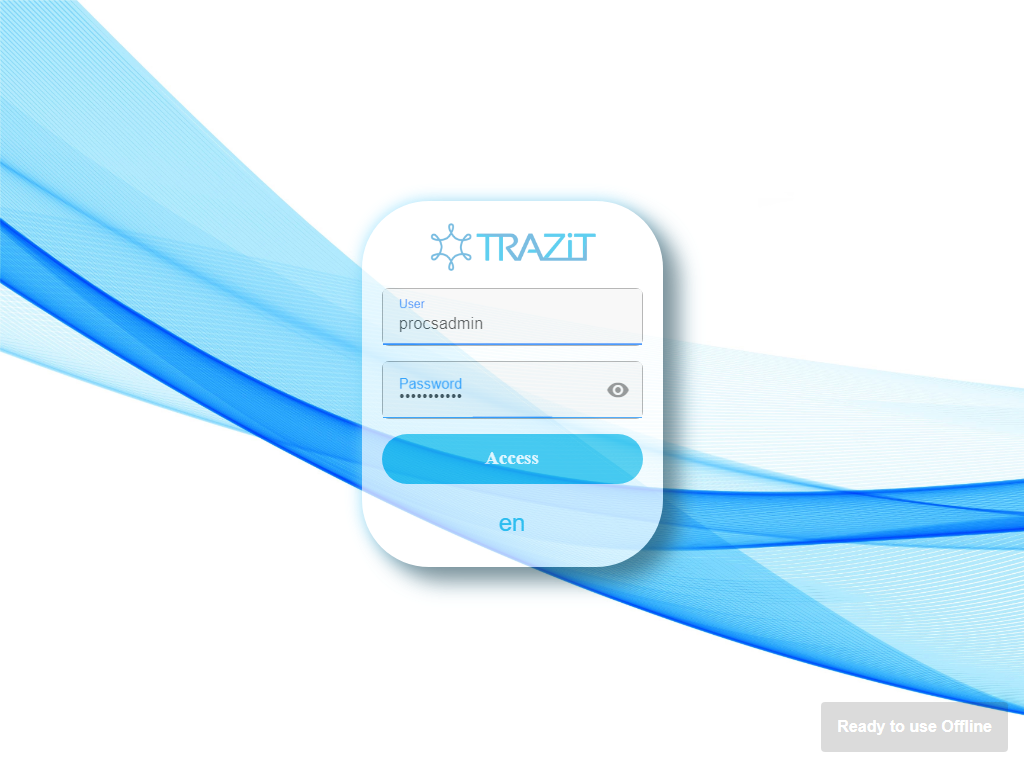 TRAZiT
User
procsadmin
Password
•••••••••••
Access
en
Ready to use Offline